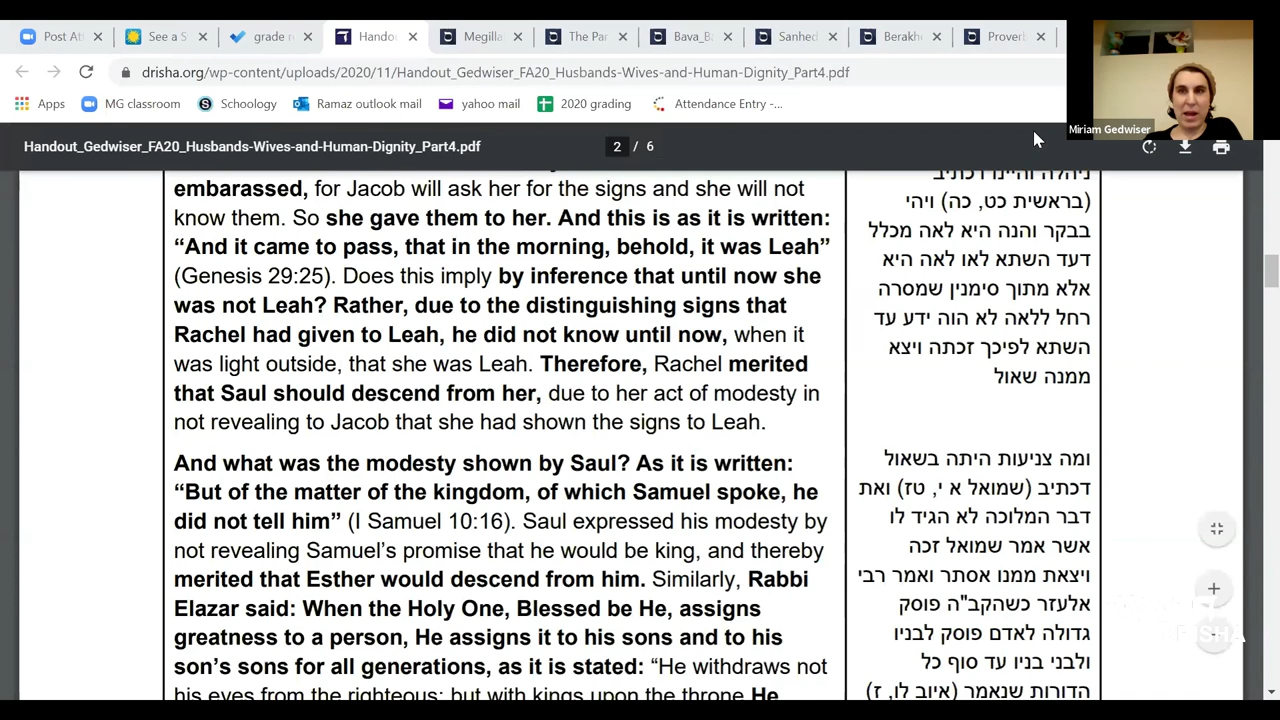 Post At
See a S
grade r
Hando
Megilla
The Par
Bava_Ba
Sanhed
Berakh
Prover
drisha.org/wp-content/uploads/2020/11/Handout_Gedwiser_FA20_Husbands-Wives-and-Human-Dignity_Part4.pdf
Apps
MG classroom
Schoology
Ramaz outlook mail
yahoo mail
2020 grading
Attendance Entry -...
Miriam Gedwiser
Handout_Gedwiser_FA20_Husbands-Wives-and-Human-Dignity_Part4.pdf
2 / 6
embarassed, for Jacob will ask her for the signs and she will not
know them. So she gave them to her. And this is as it is written:
“And it came to pass, that in the morning, behold, it was Leah”
(Genesis 29:25). Does this imply by inference that until now she
was not Leah? Rather, due to the distinguishing signs that
Rachel had given to Leah, he did not know until now, when it
was light outside, that she was Leah. Therefore, Rachel merited
that Saul should descend from her, due to her act of modesty in
not revealing to Jacob that she had shown the signs to Leah.
And what was the modesty shown by Saul? As it is written:
“But of the matter of the kingdom, of which Samuel spoke, he
did not tell him” (I Samuel 10:16). Saul expressed his modesty by
not revealing Samuel’s promise that he would be king, and thereby
merited that Esther would descend from him. Similarly, Rabbi
Elazar said: When the Holy One, Blessed be He, assigns
greatness to a person, He assigns it to his sons and to his
son’s sons for all generations, as it is stated: “He withdraws not
his eyes from the righteous; but with kings upon the throne He
ניהלה והיינו דכתיב
(בראשית כט, כה) ויהי
בבקר והנה היא לאה מכלל
דעד השתא לאו לאה היא
אלא מתוך סימנין שמסרה
רחל ללאה לא הוה ידע עד
השתא לפיכך זכתה ויצא
ממנה שאול
ומה צניעות היתה בשאול
דכתיב (שמואל א י, טז) ואת
דבר המלוכה לא הגיד לו
אשר אמר שמואל זכה
ויצאת ממנו אסתר ואמר רבי
אלעזר כשהקב"ה פוסק
גדולה לאדם פוסק לבניו
ולבני בניו עד סוף כל
הדורות שנאמר (איוב לו, ז)